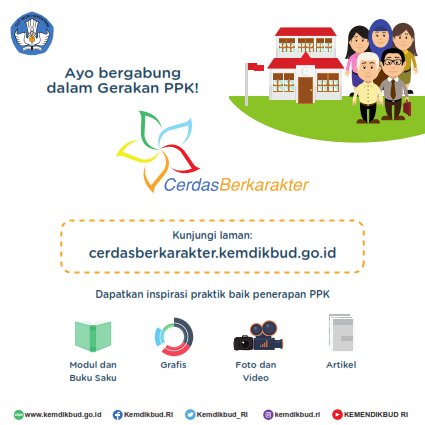 Ayo bergabung
dalam Gerakan PPK!
CerdasBerkarakter
Kunjungi laman:
cerdasberkarakter.kemdikbud.go.id
Dapatkan inspirasi praktik baik penerapan PPK
Modul dan
Buku Saku
Grafis
Foto dan
Video
Artikel
www.kemdikbud.go.id
Kemdikbud.RI
Kemdikbud_RI
kemdikbud.ri
KEMENDIKBUD RI